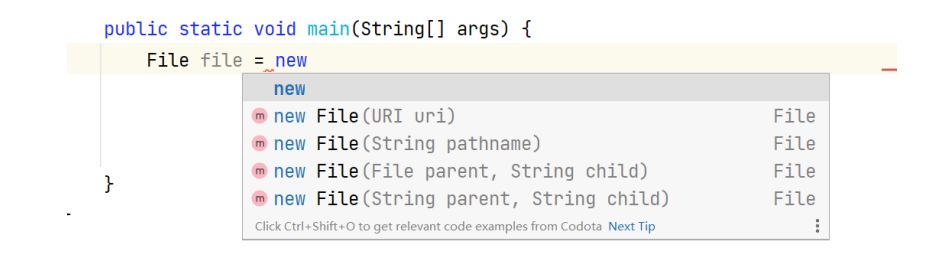 public static void main(String[] args) {
File file = new
new
m new File(URI uri) File
m new File(String pathname) File
m new File(File parent, String child) File
m new File(String parent, String child) File
Click Ctrl+Shift+O to get relevant code examples from Codota Next Tip
}